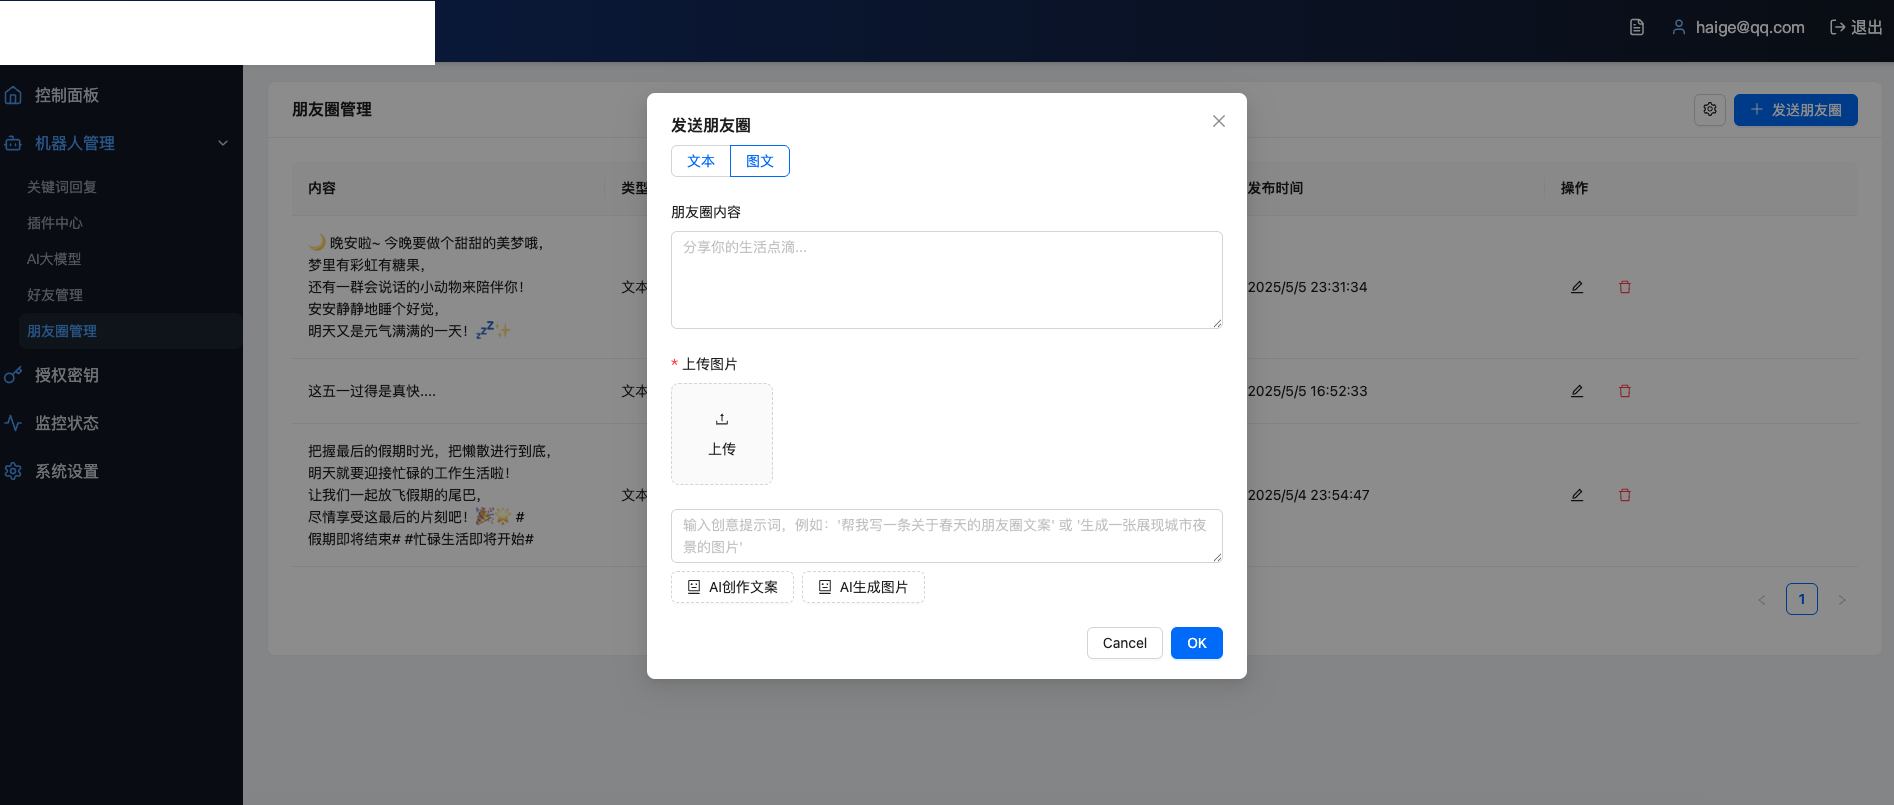 haige@qq.com
退出
控制面板
机器人管理
关键词回复
插件中心
AI大模型
好友管理
朋友圈管理
授权密钥
监控状态
系统设置
朋友圈管理
发送朋友圈
内容
类型
发布时间
操作
🌙 晚安啦~ 今晚要做个甜甜的美梦哦，
梦里有彩虹有糖果，
还有一群会说话的小动物来陪伴你！
安安静静地睡个好觉，
明天又是元气满满的一天！💤✨
文本
2025/5/5 23:31:34
这五一过得是真快....
文本
2025/5/5 16:52:33
把握最后的假期时光，把懒散进行到底，
明天就要迎接忙碌的工作生活啦！
让我们一起放飞假期的尾巴，
尽情享受这最后的片刻吧！🎉🌟 #
假期即将结束# #忙碌生活即将开始#
文本
2025/5/4 23:54:47
1
发送朋友圈
文本
图文
朋友圈内容
分享你的生活点滴...
* 上传图片
上传
输入创意提示词，例如：'帮我写一条关于春天的朋友圈文案' 或 '生成一张展现城市夜
景的图片'
AI创作文案
AI生成图片
Cancel
OK